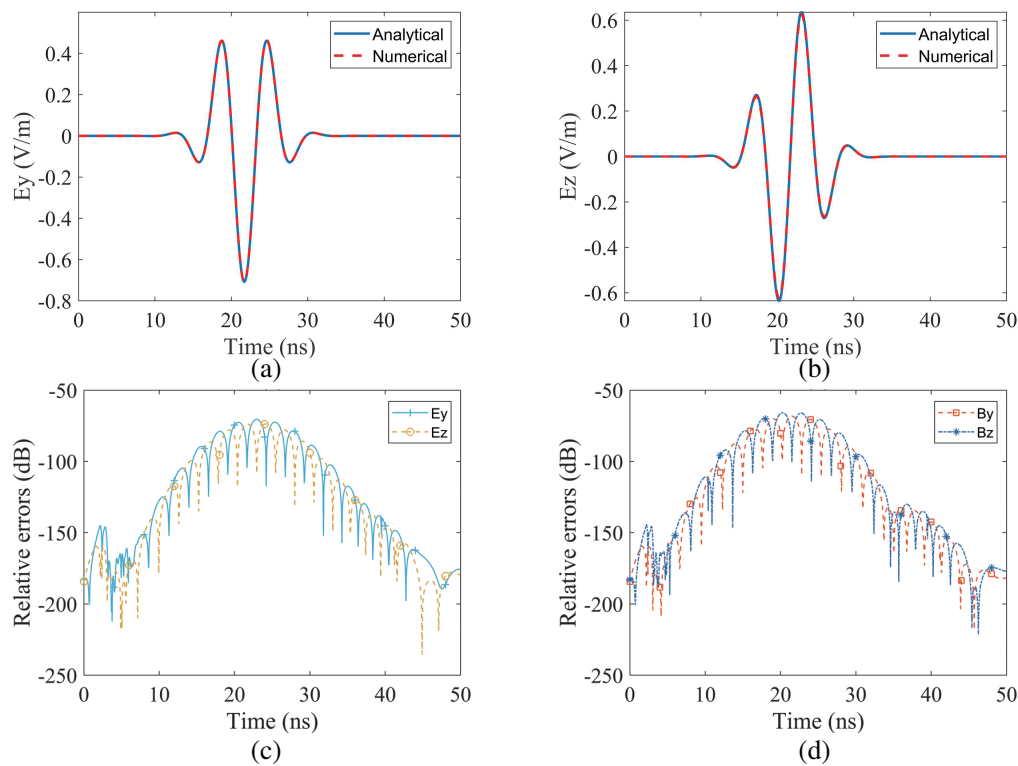 Ey (V/m)
0.4
0.2
0
-0.2
-0.4
-0.6
-0.8
Analytical
Numerical
0 10 20 30 40 50
Time (ns)
(a)
Ez (V/m)
0.6
0.4
0.2
0
-0.2
-0.4
-0.6
Analytical
Numerical
0 10 20 30 40 50
Time (ns)
(b)
Relative errors (dB)
-50
-100
-150
-200
-250
Ey
Ez
0 10 20 30 40 50
Time (ns)
(c)
Relative errors (dB)
-50
-100
-150
-200
-250
By
Bz
0 10 20 30 40 50
Time (ns)
(d)